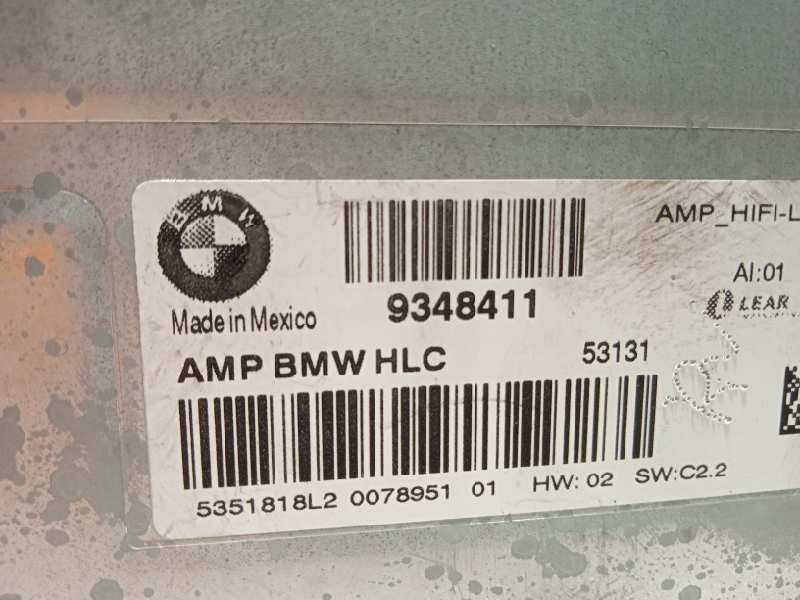 BMW
AMP_HIFI-L
9348411
AI:01
Made in Mexico
LEAR
AMP BMW HLC
53131
5351818L2 0078951 01 HW: 02 SW:C2.2